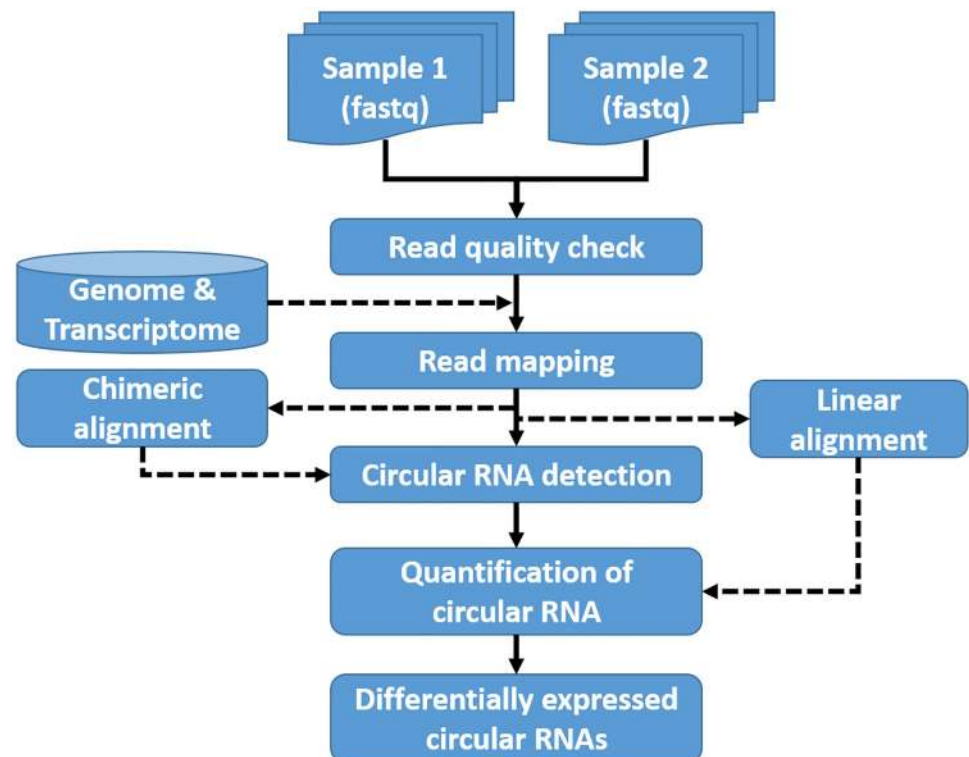 Sample 1
(fastq)
Sample 2
(fastq)
Read quality check
Genome &
Transcriptome
Read mapping
Chimeric
alignment
Linear
alignment
Circular RNA detection
Quantification of
circular RNA
Differentially expressed
circular RNAs